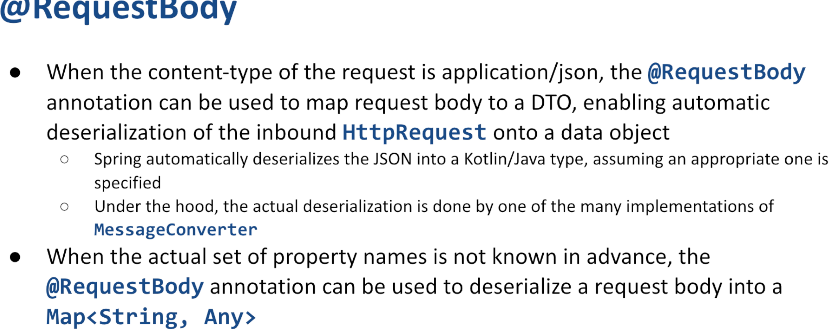 @RequestBody
● When the content-type of the request is application/json, the @RequestBody
annotation can be used to map request body to a DTO, enabling automatic
deserialization of the inbound HttpRequest onto a data object
○ Spring automatically deserializes the JSON into a Kotlin/Java type, assuming an appropriate one is
specified
○ Under the hood, the actual deserialization is done by one of the many implementations of
MessageConverter
● When the actual set of property names is not known in advance, the
@RequestBody annotation can be used to deserialize a request body into a
Map<String, Any>